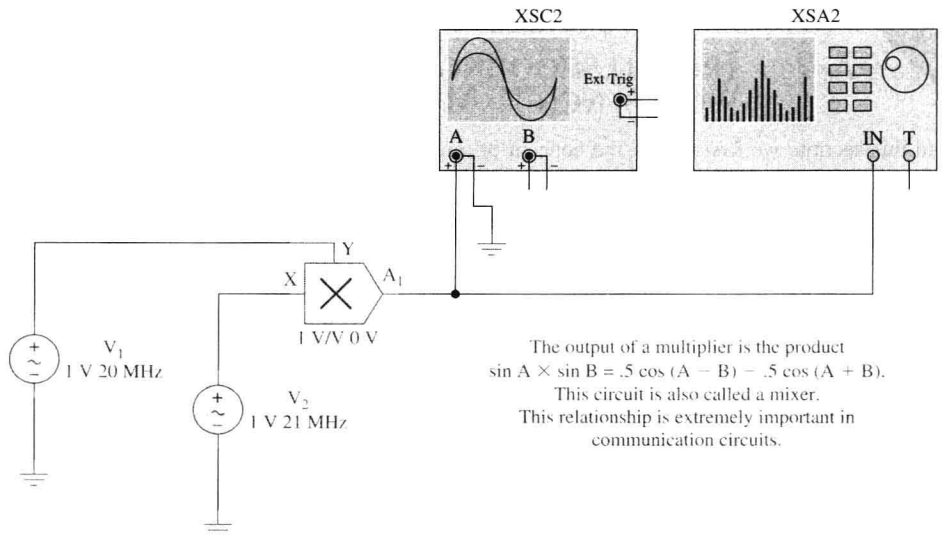 XSC2
XSA2
Ext Trig
+
−
A
B
+ −
+ −
IN T
Y
X
A₁
1 V/V 0 V
V₁
1 V 20 MHz
+
~
−
V₂
1 V 21 MHz
+
~
−
The output of a multiplier is the product
sin A × sin B = .5 cos (A − B) − .5 cos (A + B).
This circuit is also called a mixer.
This relationship is extremely important in
communication circuits.